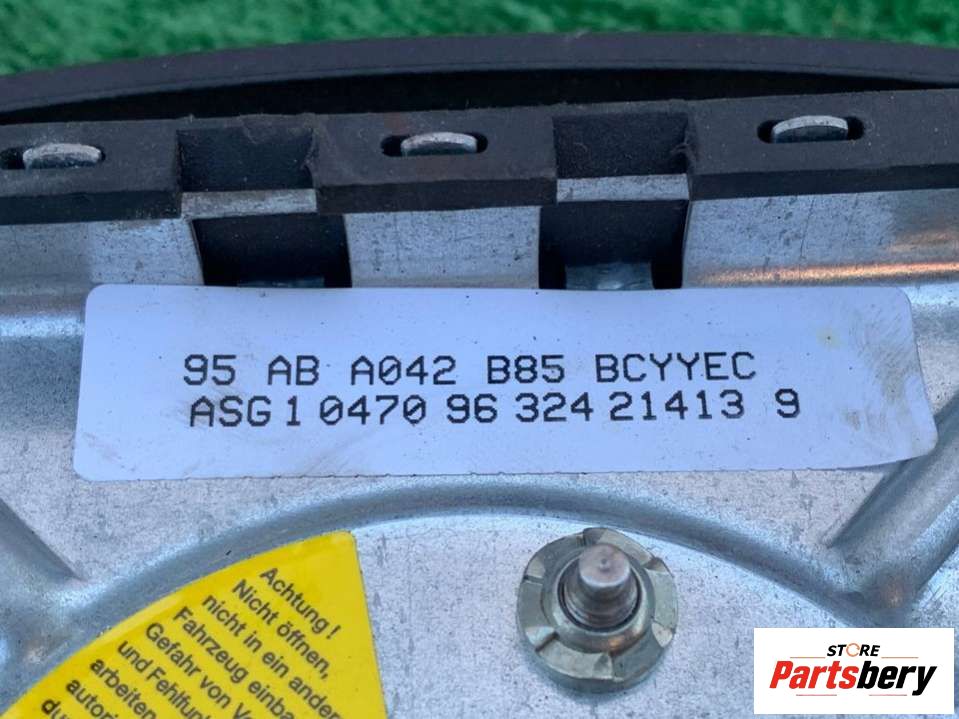 95 AB A042 B85 BCYYEC
ASG 1 0470 96 324 21413 9
Achtung!
Nicht öffnen,
nicht in ein ander
Fahrzeug einba
Gefahr von
und Fehlfun
arbeiten
autori
STORE
Partsbery